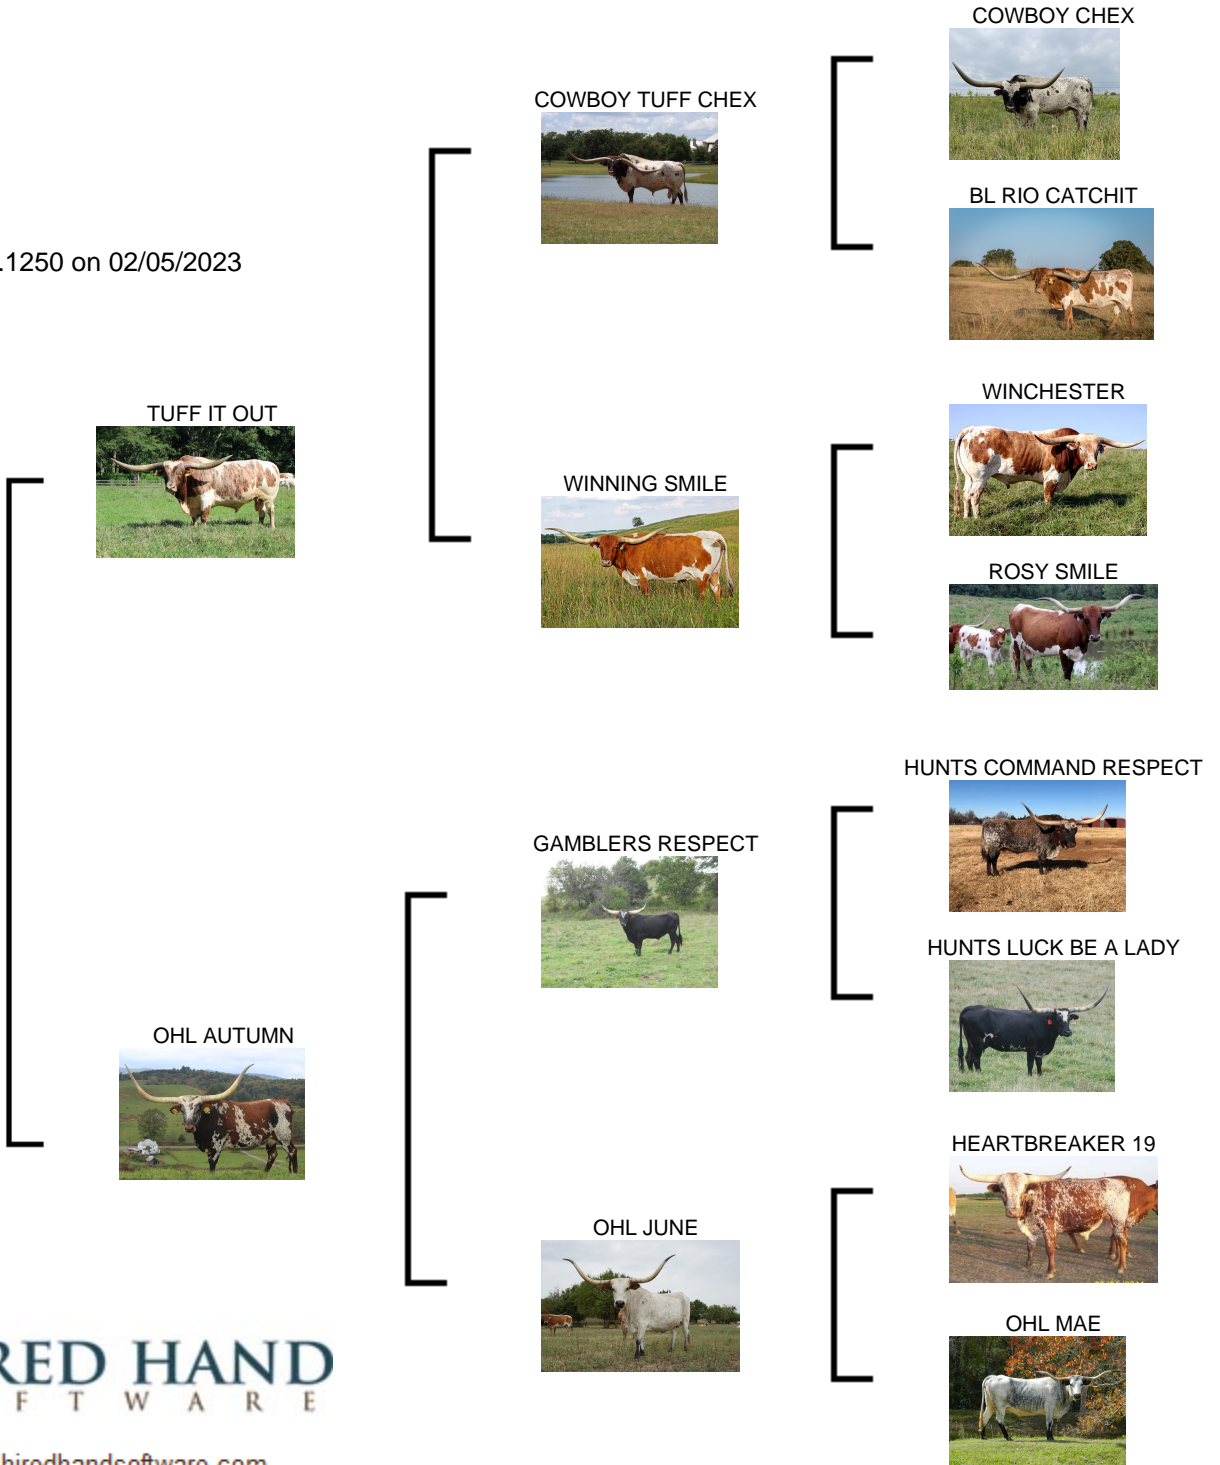 COWBOY CHEX
COWBOY TUFF CHEX
BL RIO CATCHIT
.1250 on 02/05/2023
WINCHESTER
TUFF IT OUT
WINNING SMILE
ROSY SMILE
HUNTS COMMAND RESPECT
GAMBLERS RESPECT
HUNTS LUCK BE A LADY
OHL AUTUMN
HEARTBREAKER 19
OHL JUNE
OHL MAE
RED HAND
F T W A R E
hiredhandsoftware.com